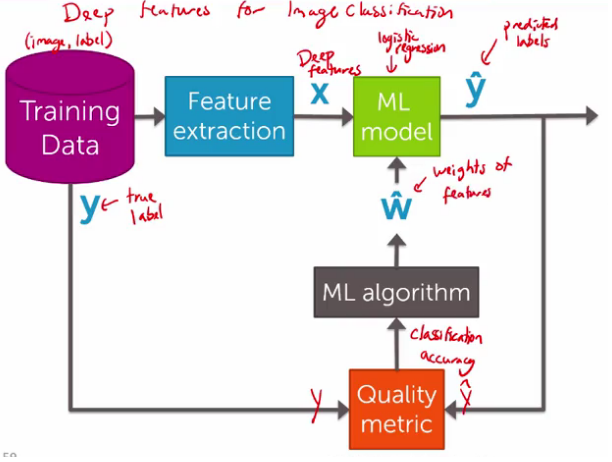 Deep features for Image Classification
(image, label)
Training
Data
Feature
extraction
Deep
features
x
logistic
regression
ML
model
ŷ
predicted
labels
y
true
label
ŵ
weights of
features
ML algorithm
classification
accuracy
y
Quality
metric
ŷ